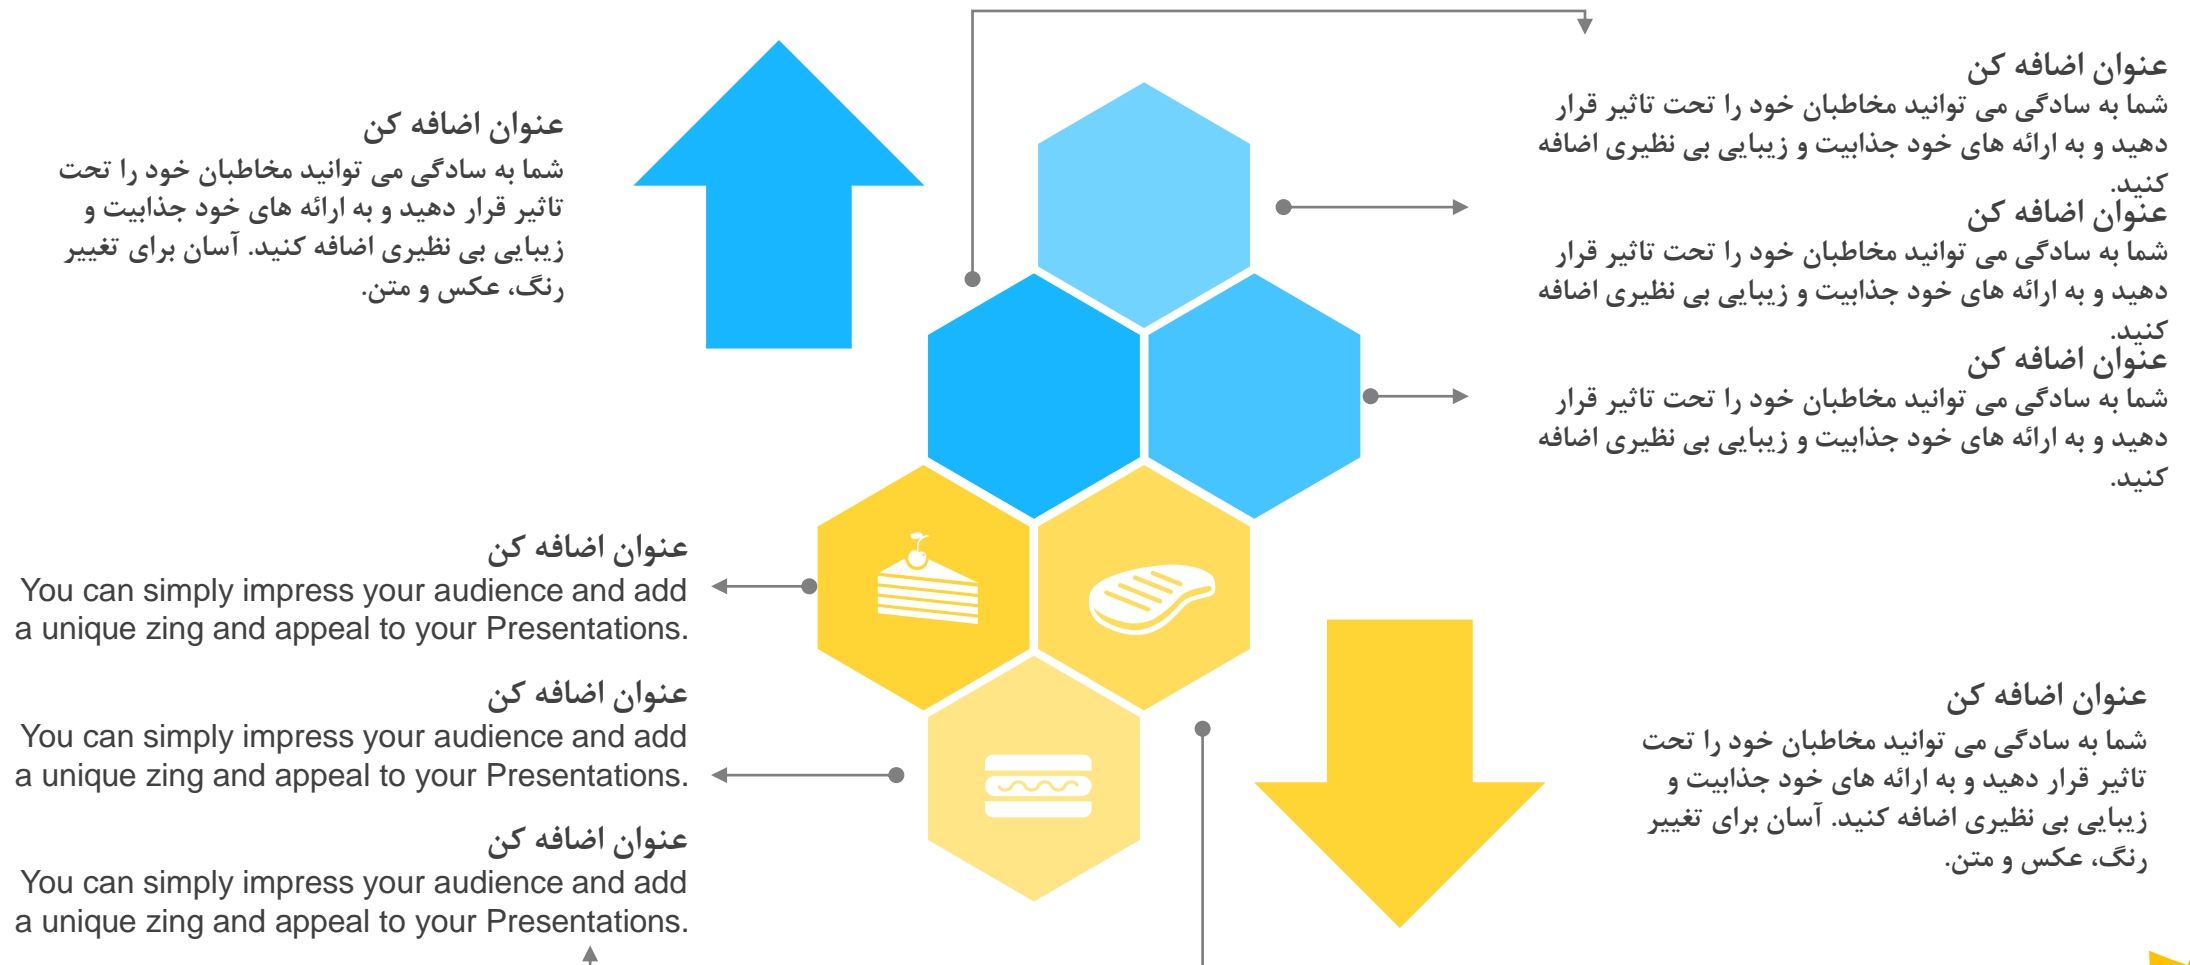 عنوان اضافه کن
شما به سادگی می توانید مخاطبان خود را تحت تاثیر قرار
دهید و به ارائه های خود جذابیت و زیبایی بی نظیری اضافه
کنید.
عنوان اضافه کن
شما به سادگی می توانید مخاطبان خود را تحت تاثیر قرار
دهید و به ارائه های خود جذابیت و زیبایی بی نظیری اضافه
کنید.
عنوان اضافه کن
شما به سادگی می توانید مخاطبان خود را تحت تاثیر قرار
دهید و به ارائه های خود جذابیت و زیبایی بی نظیری اضافه
کنید.
عنوان اضافه کن
شما به سادگی می توانید مخاطبان خود را تحت
تاثیر قرار دهید و به ارائه های خود جذابیت و
زیبایی بی نظیری اضافه کنید. آسان برای تغییر
رنگ، عکس و متن.
عنوان اضافه کن
You can simply impress your audience and add
a unique zing and appeal to your Presentations.
عنوان اضافه کن
You can simply impress your audience and add
a unique zing and appeal to your Presentations.
عنوان اضافه کن
You can simply impress your audience and add
a unique zing and appeal to your Presentations.
عنوان اضافه کن
شما به سادگی می توانید مخاطبان خود را تحت
تاثیر قرار دهید و به ارائه های خود جذابیت و
زیبایی بی نظیری اضافه کنید. آسان برای تغییر
رنگ، عکس و متن.